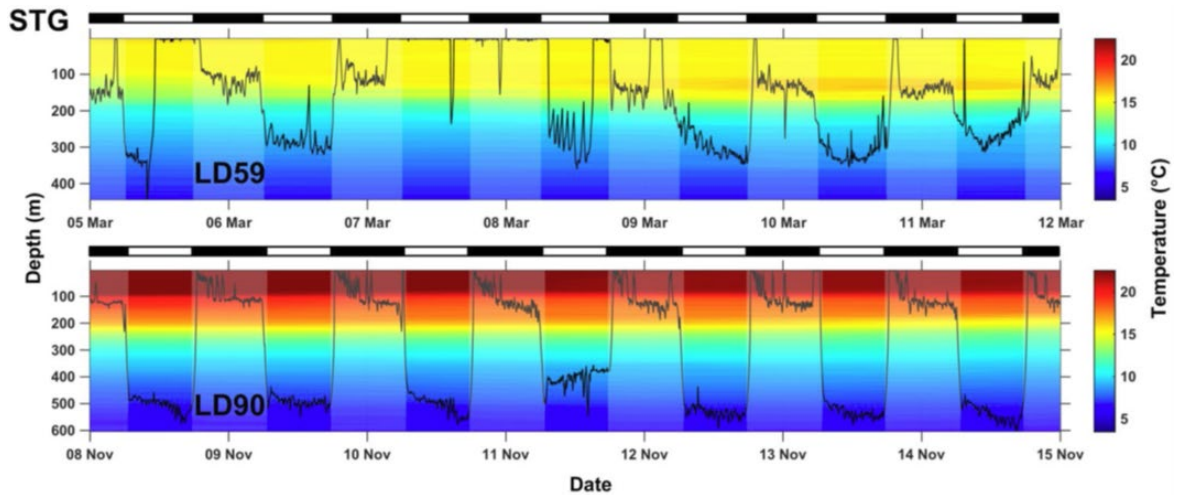 STG
100
200
300
400
LD59
05 Mar 06 Mar 07 Mar 08 Mar 09 Mar 10 Mar 11 Mar 12 Mar
20
15
10
5
Depth (m)
Temperature (°C)
100
200
300
400
500
600
LD90
08 Nov 09 Nov 10 Nov 11 Nov 12 Nov 13 Nov 14 Nov 15 Nov
20
15
10
5
Date